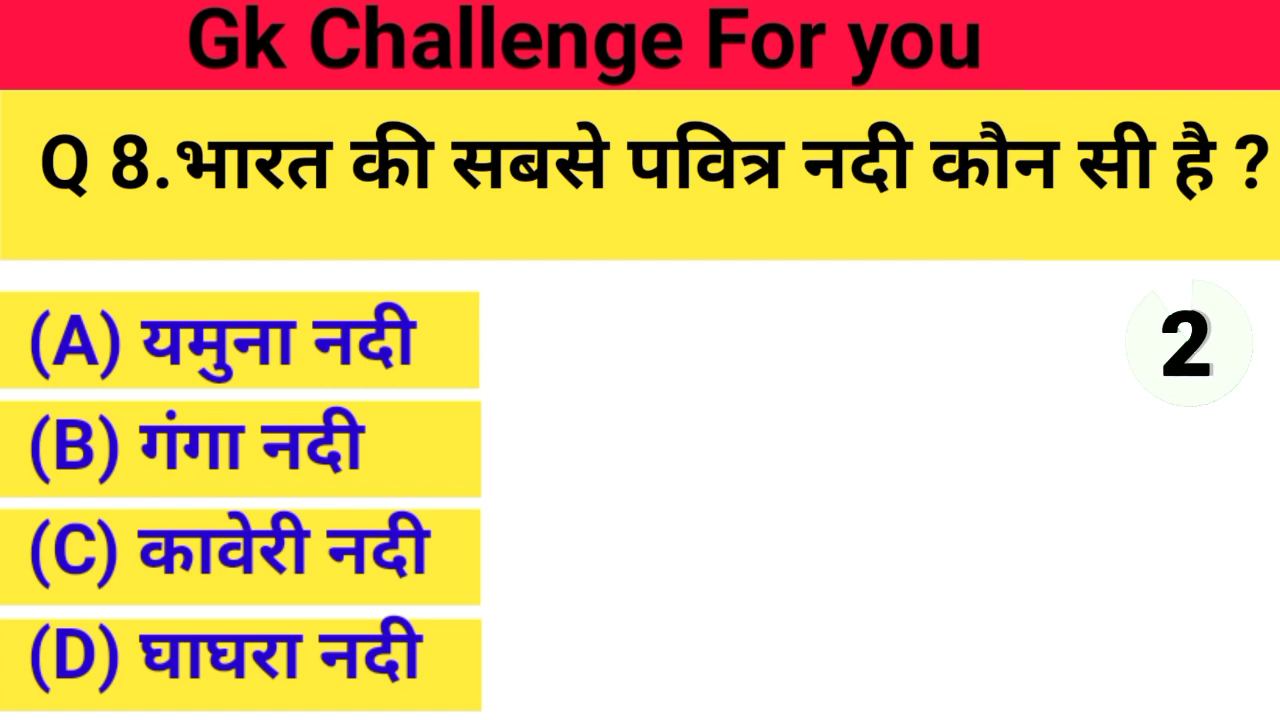 Gk Challenge For you
Q 8.भारत की सबसे पवित्र नदी कौन सी है ?
2
(A) यमुना नदी
(B) गंगा नदी
(C) कावेरी नदी
(D) घाघरा नदी